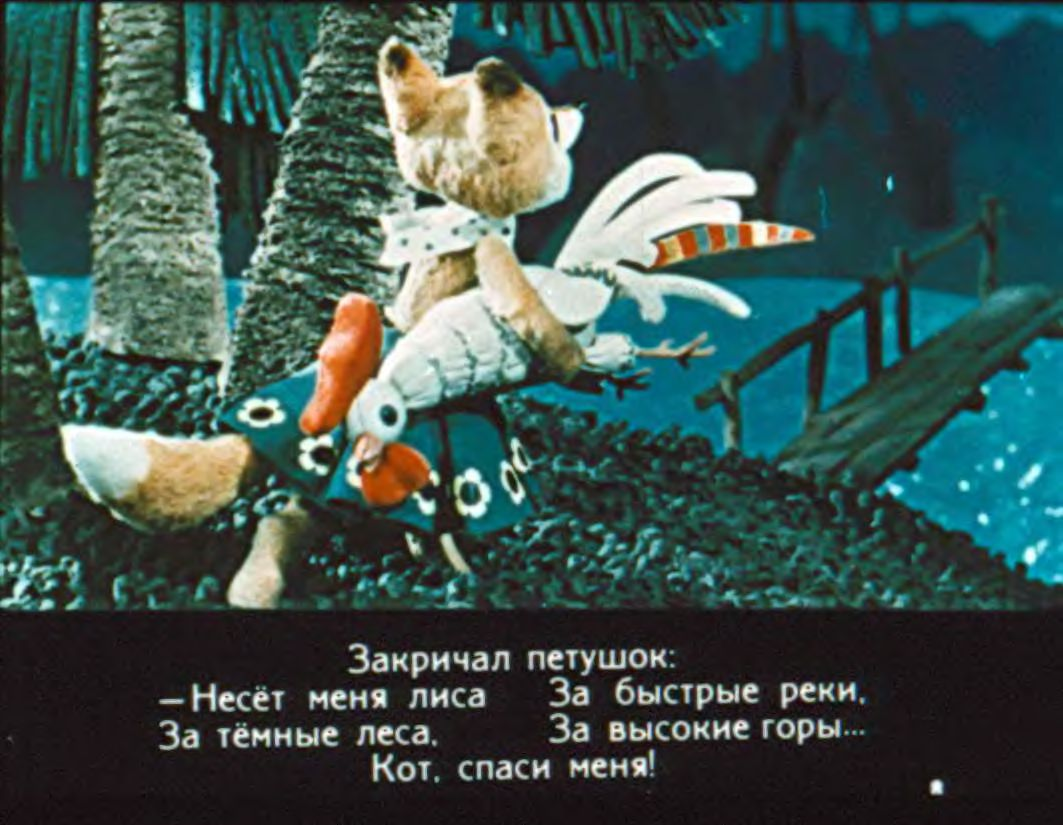 Закричал петушок:
—Несёт меня лиса
За тёмные леса,
За быстрые реки,
За высокие горы...
Кот, спаси меня!